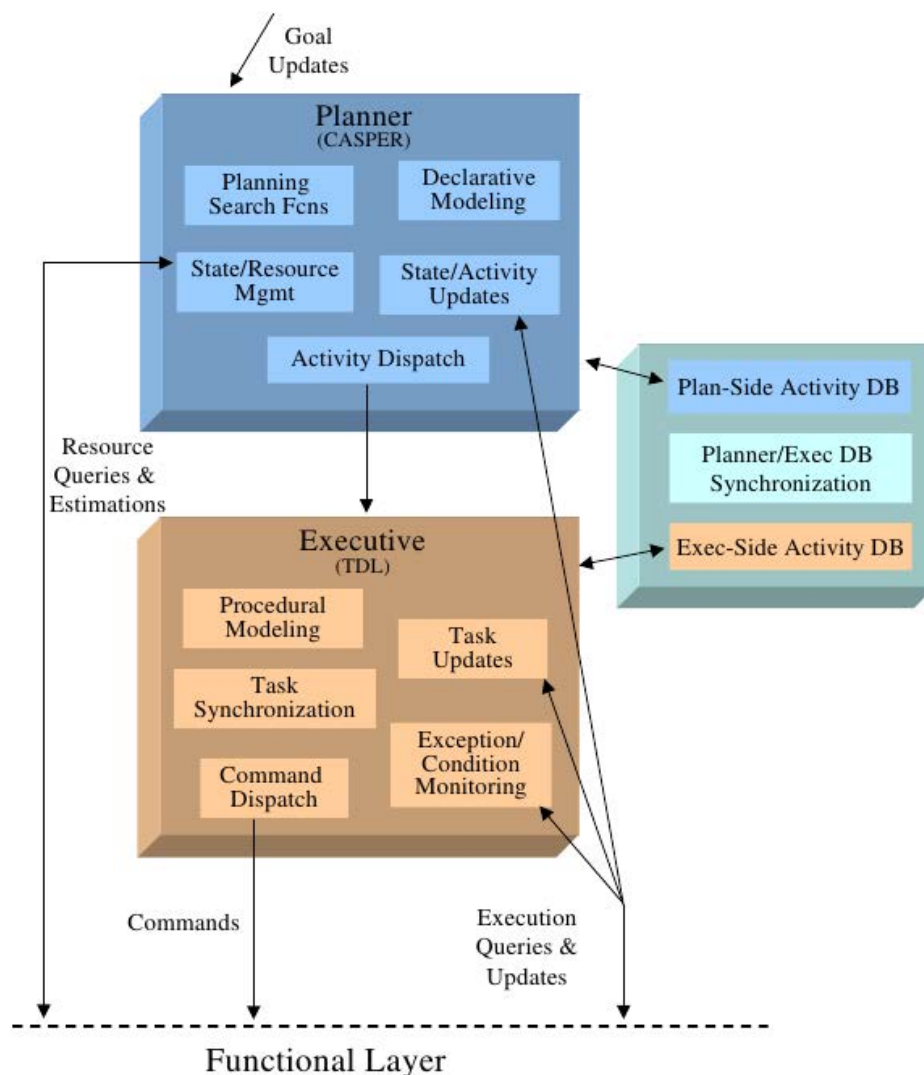 Goal
Updates
Planner
(CASPER)
Planning
Search Fcns
Declarative
Modeling
State/Resource
Mgmt
State/Activity
Updates
Activity Dispatch
Plan-Side Activity DB
Planner/Exec DB
Synchronization
Exec-Side Activity DB
Resource
Queries &
Estimations
Executive
(TDL)
Procedural
Modeling
Task
Updates
Task
Synchronization
Exception/
Condition
Monitoring
Command
Dispatch
Commands
Execution
Queries &
Updates
Functional Layer